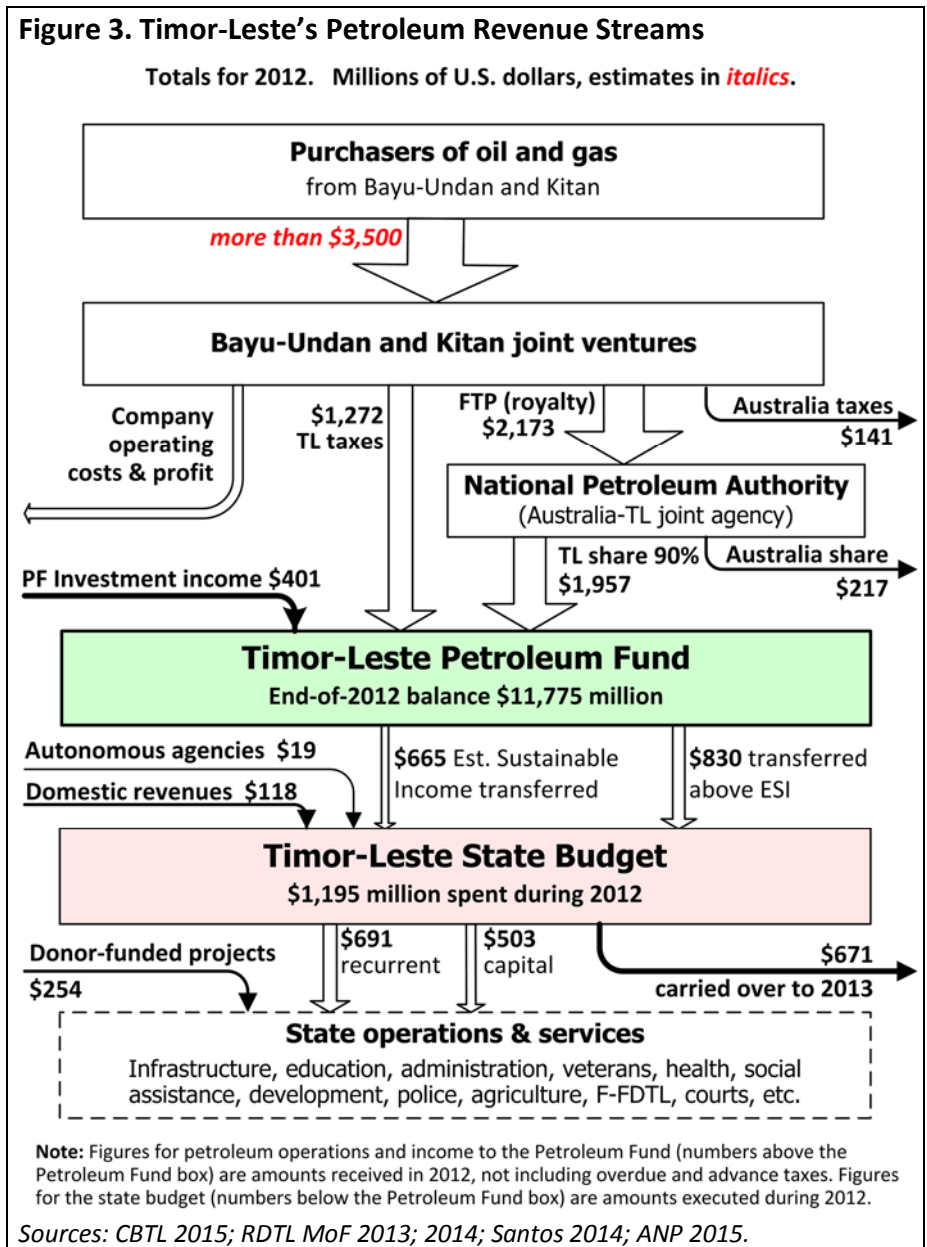 Figure 3. Timor-Leste’s Petroleum Revenue Streams
Totals for 2012. Millions of U.S. dollars, estimates in italics.
Purchasers of oil and gas
from Bayu-Undan and Kitan
more than $3,500
Bayu-Undan and Kitan joint ventures
Company
operating
costs & profit
$1,272
TL taxes
FTP (royalty)
$2,173
Australia taxes
$141
National Petroleum Authority
(Australia-TL joint agency)
TL share 90%
$1,957
Australia share
$217
PF Investment income $401
Timor-Leste Petroleum Fund
End-of-2012 balance $11,775 million
Autonomous agencies $19
Domestic revenues $118
$665 Est. Sustainable
Income transferred
$830 transferred
above ESI
Timor-Leste State Budget
$1,195 million spent during 2012
Donor-funded projects
$254
$691
recurrent
$503
capital
$671
carried over to 2013
State operations & services
Infrastructure, education, administration, veterans, health, social
assistance, development, police, agriculture, F-FDTL, courts, etc.
Note: Figures for petroleum operations and income to the Petroleum Fund (numbers above the
Petroleum Fund box) are amounts received in 2012, not including overdue and advance taxes. Figures
for the state budget (numbers below the Petroleum Fund box) are amounts executed during 2012.
Sources: CBTL 2015; RDTL MoF 2013; 2014; Santos 2014; ANP 2015.